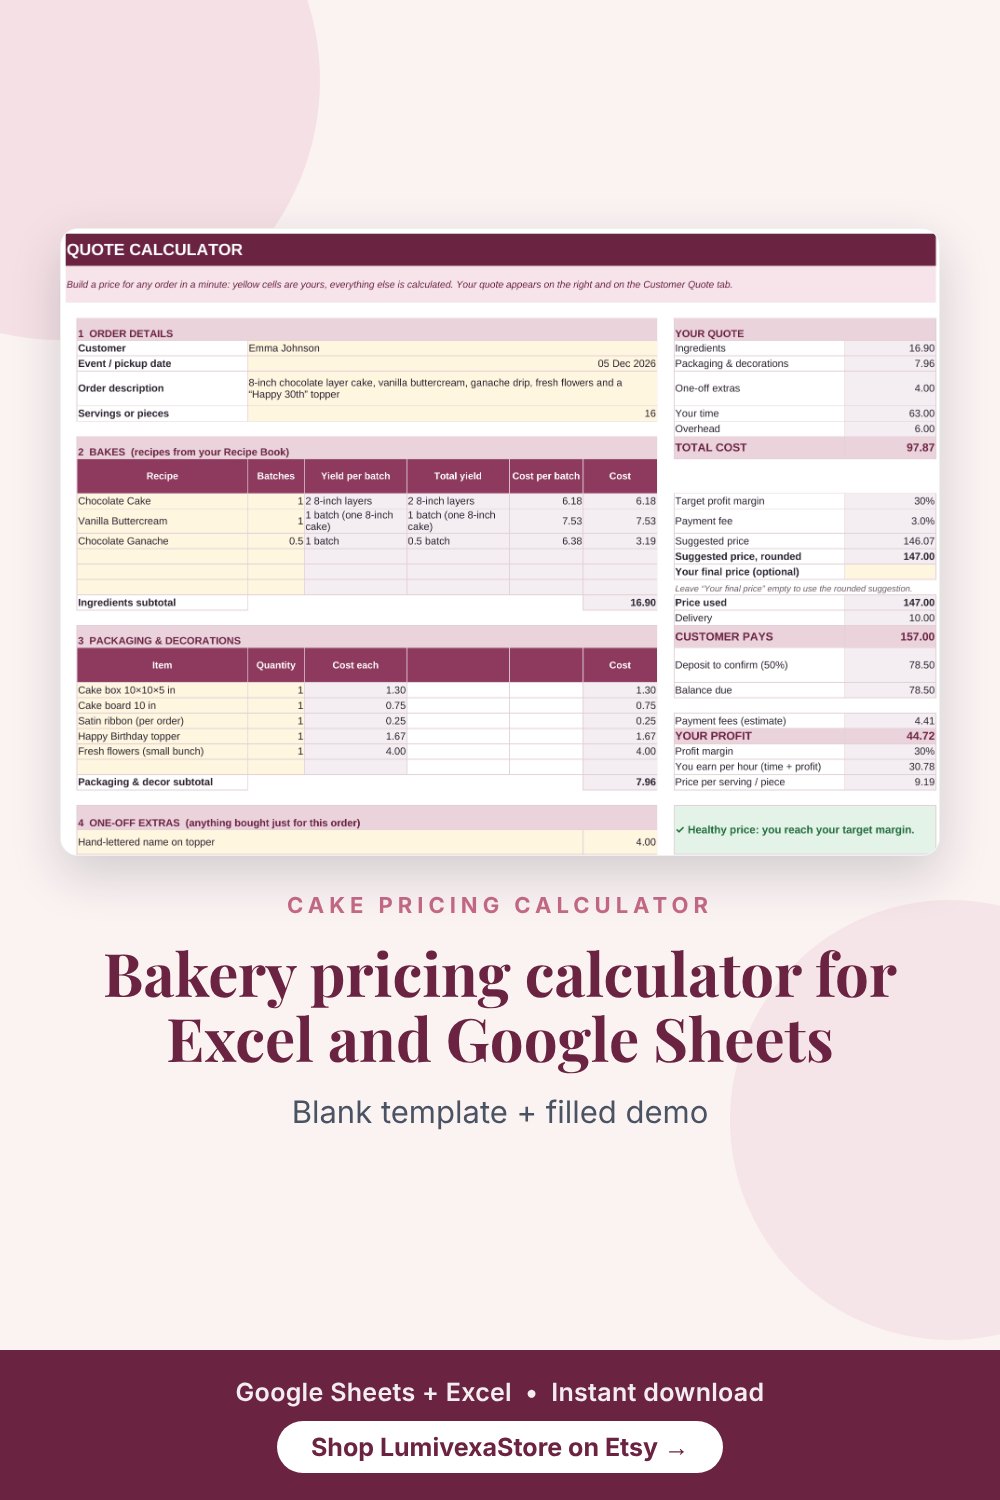 QUOTE CALCULATOR
Build a price for any order in a minute: yellow cells are yours, everything else is calculated. Your quote appears on the right and on the Customer Quote tab.
1 ORDER DETAILS
Customer Emma Johnson
Event / pickup date 05 Dec 2026
Order description 8-inch chocolate layer cake, vanilla buttercream, ganache drip, fresh flowers and a
“Happy 30th” topper
Servings or pieces 16
2 BAKES (recipes from your Recipe Book)
Recipe Batches Yield per batch Total yield Cost per batch Cost
Chocolate Cake 1 2 8-inch layers 2 8-inch layers 6.18 6.18
Vanilla Buttercream 1 1 batch (one 8-inch cake) 1 batch (one 8-inch cake) 7.53 7.53
Chocolate Ganache 0.5 1 batch 0.5 batch 6.38 3.19
Ingredients subtotal 16.90
3 PACKAGING & DECORATIONS
Item Quantity Cost each Cost
Cake box 10×10×5 in 1 1.30 1.30
Cake board 10 in 1 0.75 0.75
Satin ribbon (per order) 1 0.25 0.25
Happy Birthday topper 1 1.67 1.67
Fresh flowers (small bunch) 1 4.00 4.00
Packaging & decor subtotal 7.96
4 ONE-OFF EXTRAS (anything bought just for this order)
Hand-lettered name on topper 4.00
YOUR QUOTE
Ingredients 16.90
Packaging & decorations 7.96
One-off extras 4.00
Your time 63.00
Overhead 6.00
TOTAL COST 97.87
Target profit margin 30%
Payment fee 3.0%
Suggested price 146.07
Suggested price, rounded 147.00
Your final price (optional)
Leave "Your final price" empty to use the rounded suggestion.
Price used 147.00
Delivery 10.00
CUSTOMER PAYS 157.00
Deposit to confirm (50%) 78.50
Balance due 78.50
Payment fees (estimate) 4.41
YOUR PROFIT 44.72
Profit margin 30%
You earn per hour (time + profit) 30.78
Price per serving / piece 9.19
✓ Healthy price: you reach your target margin.
CAKE PRICING CALCULATOR
Bakery pricing calculator for
Excel and Google Sheets
Blank template + filled demo
Google Sheets + Excel • Instant download
Shop LumivexaStore on Etsy →